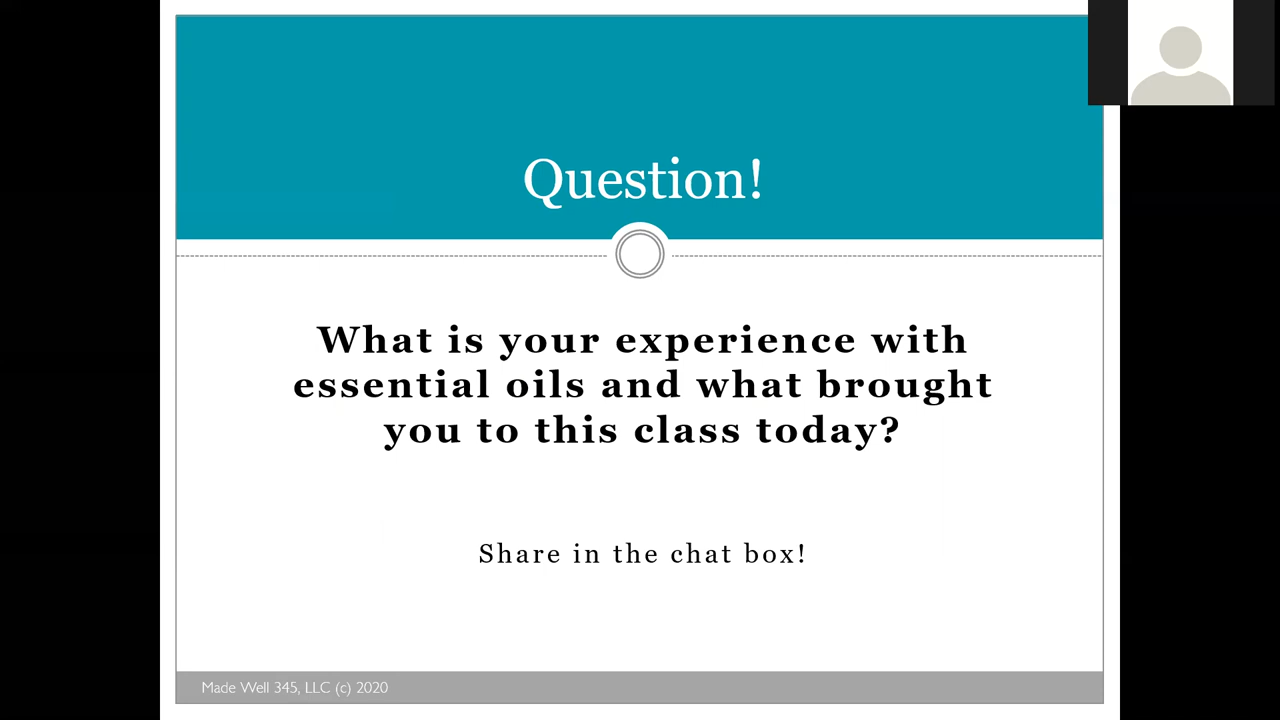 Question!
What is your experience with
essential oils and what brought
you to this class today?
Share in the chat box!
Made Well 345, LLC (c) 2020